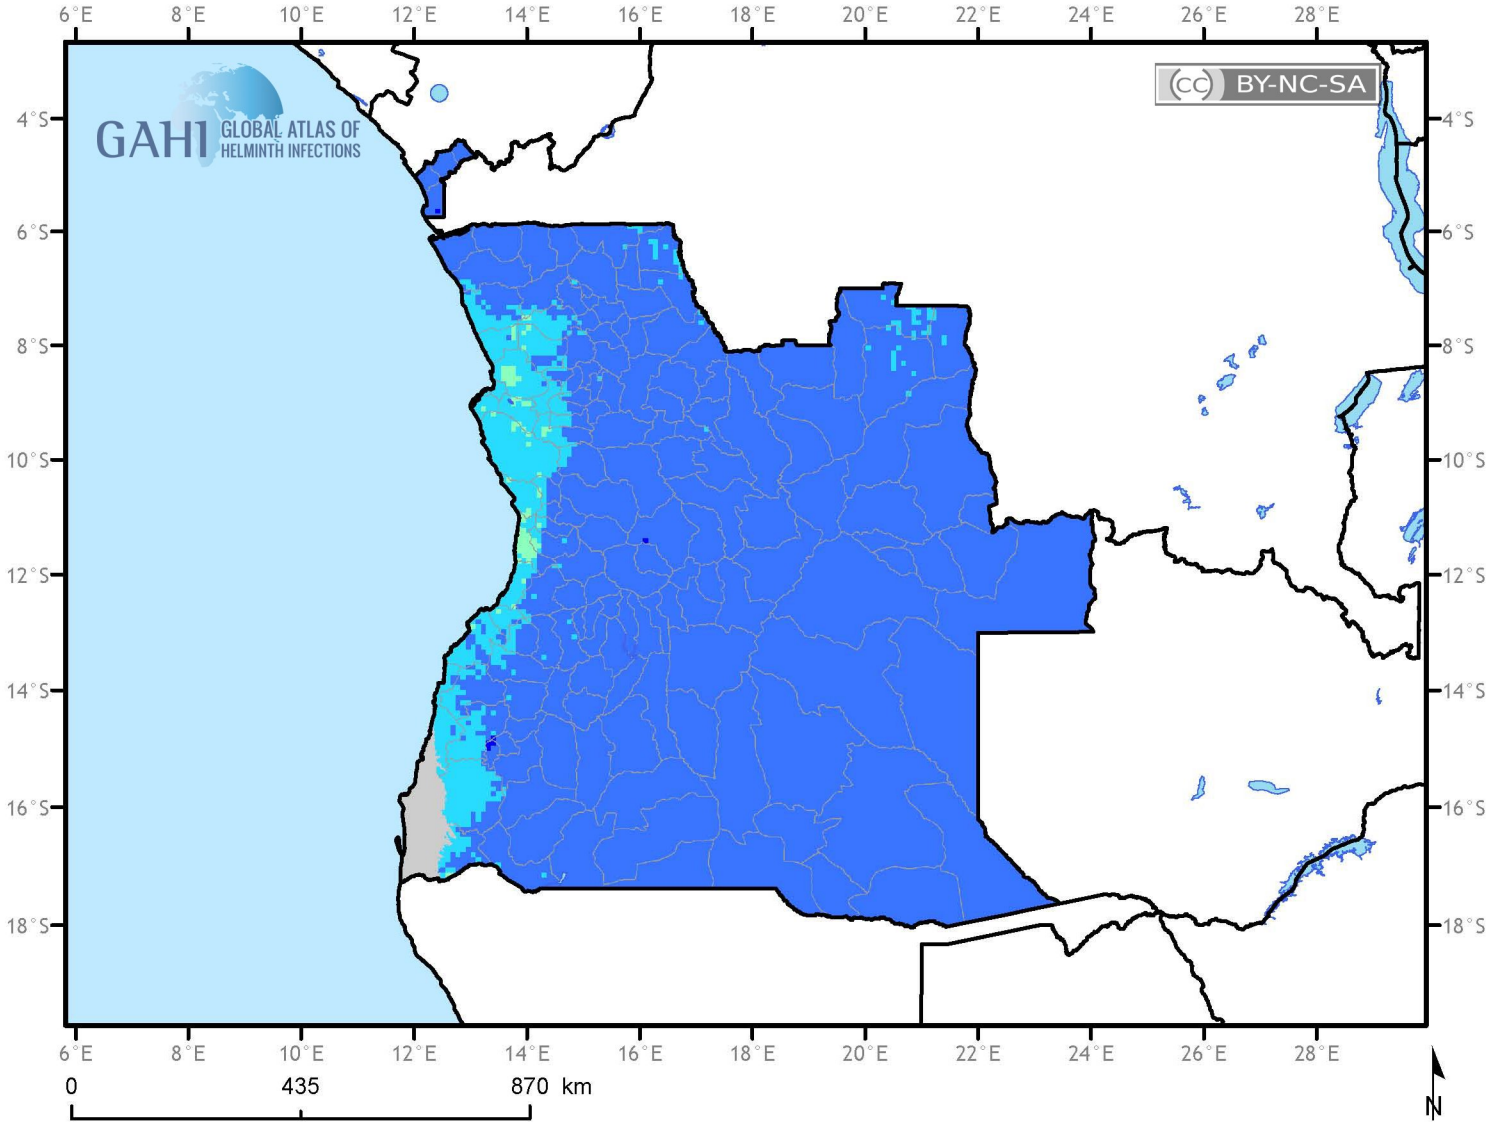 6°E 8°E 10°E 12°E 14°E 16°E 18°E 20°E 22°E 24°E 26°E 28°E
GAHI GLOBAL ATLAS OF
HELMINTH INFECTIONS
CC BY-NC-SA
4°S 4°S
6°S 6°S
8°S 8°S
10°S 10°S
12°S 12°S
14°S 14°S
16°S 16°S
18°S 18°S
6°E 8°E 10°E 12°E 14°E 16°E 18°E 20°E 22°E 24°E 26°E 28°E
0 435 870 km
N